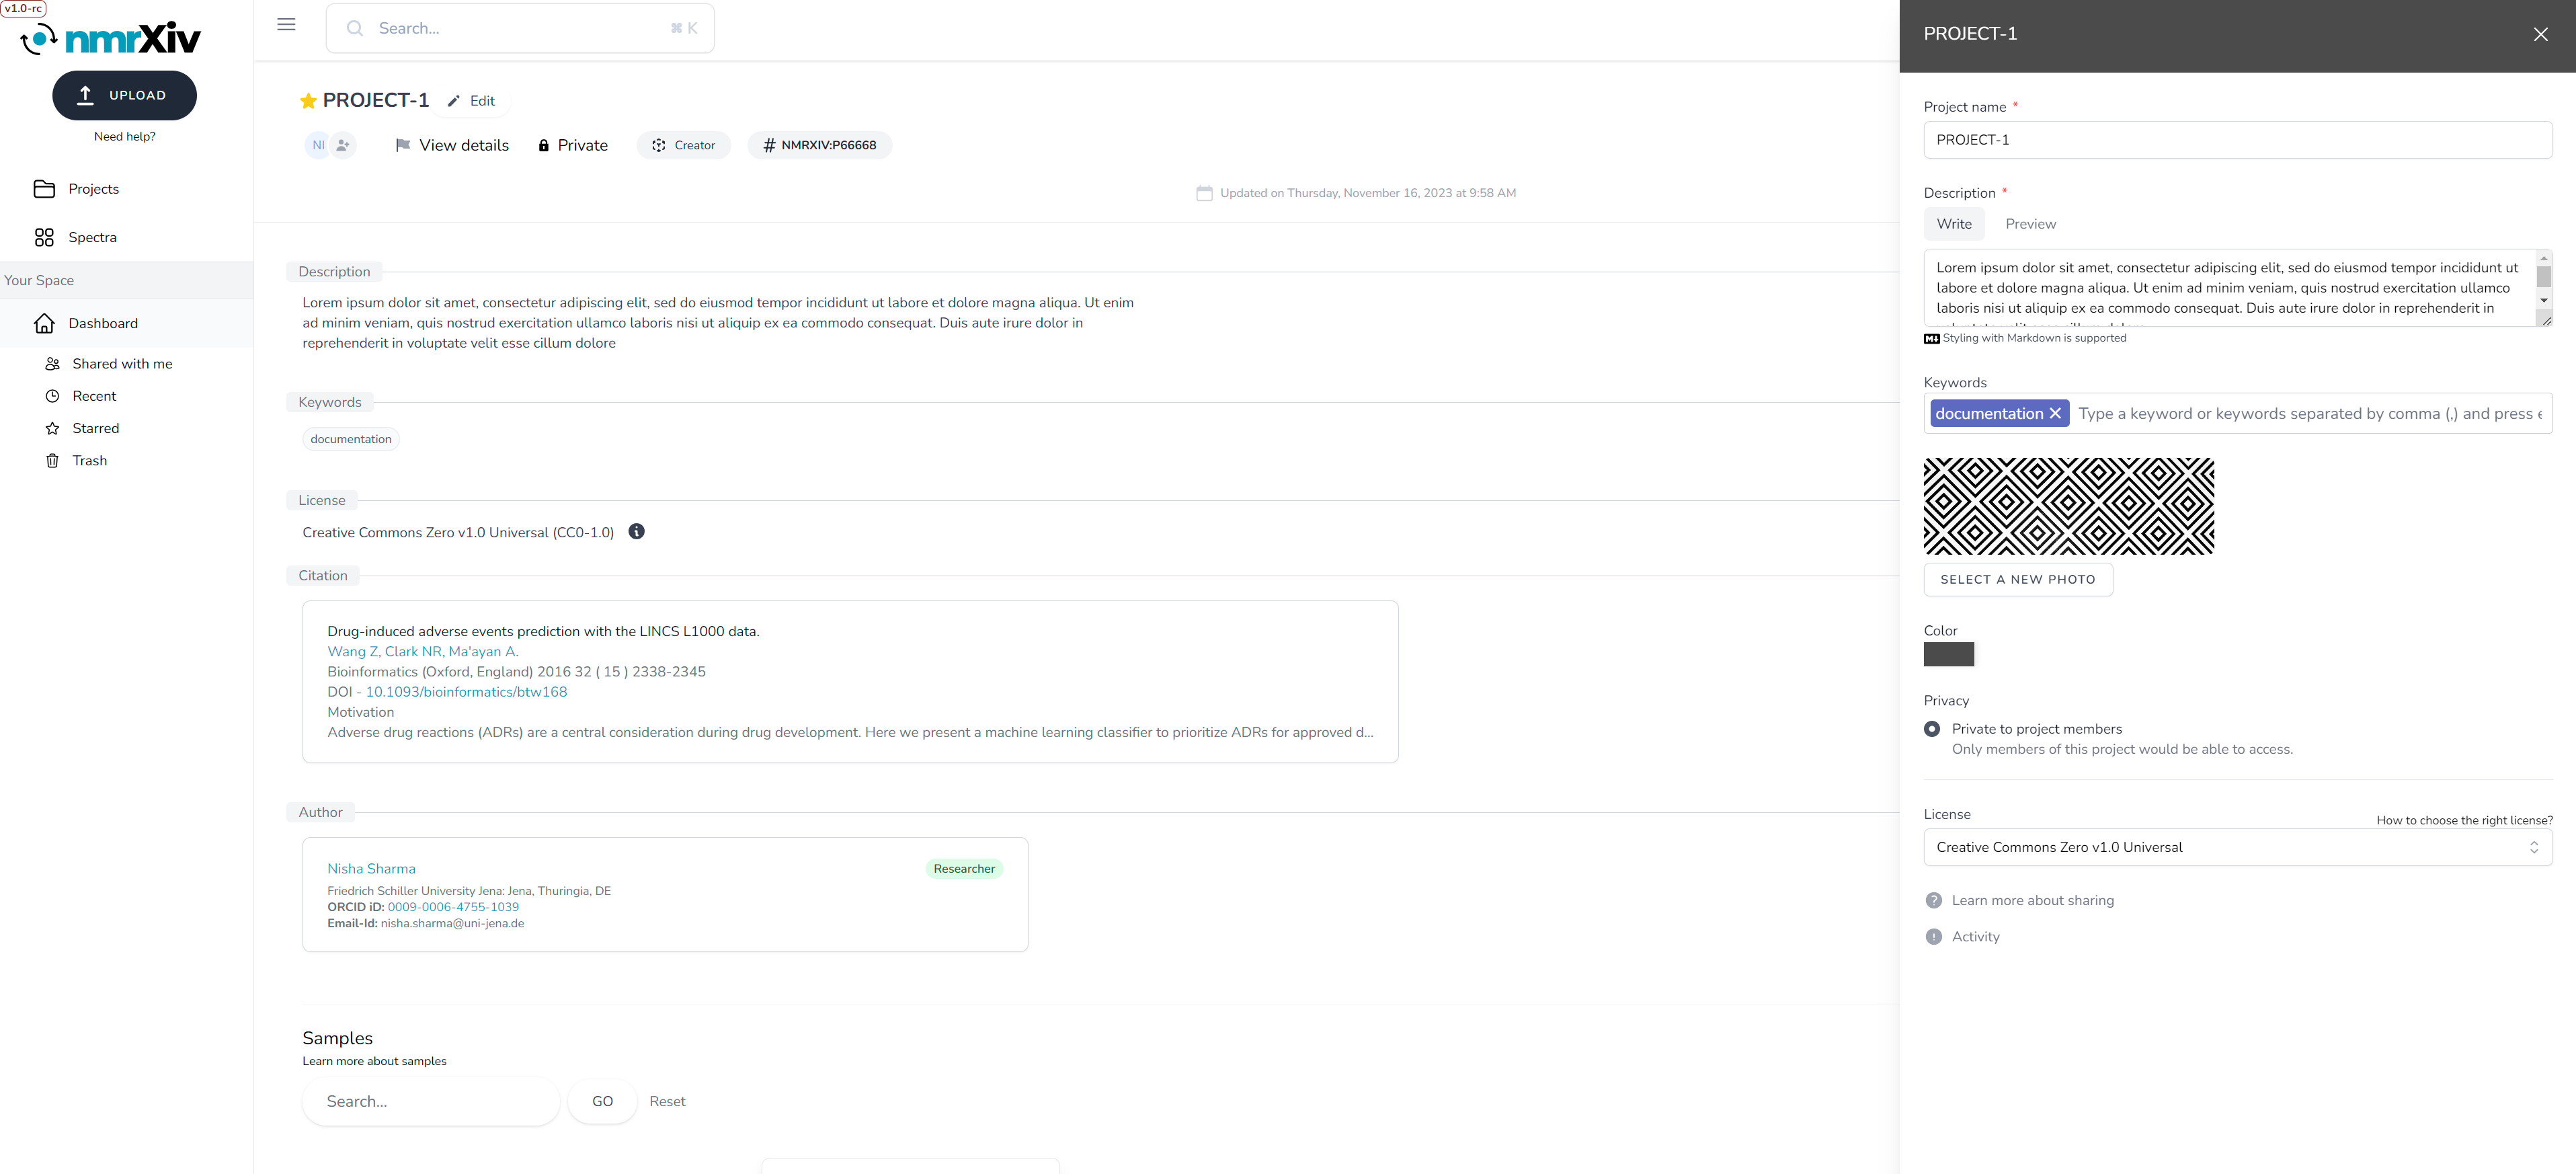 v1.0-rc
nmrXiv
UPLOAD
Need help?
Projects
Spectra
Your Space
Dashboard
Shared with me
Recent
Starred
Trash
Search...
⌘ K
PROJECT-1
Edit
NI
View details
Private
Creator
# NMRXIV:P66668
Updated on Thursday, November 16, 2023 at 9:58 AM
Description
Lorem ipsum dolor sit amet, consectetur adipiscing elit, sed do eiusmod tempor incididunt ut labore et dolore magna aliqua. Ut enim
ad minim veniam, quis nostrud exercitation ullamco laboris nisi ut aliquip ex ea commodo consequat. Duis aute irure dolor in
reprehenderit in voluptate velit esse cillum dolore
Keywords
documentation
License
Creative Commons Zero v1.0 Universal (CC0-1.0)
Citation
Drug-induced adverse events prediction with the LINCS L1000 data.
Wang Z, Clark NR, Ma'ayan A.
Bioinformatics (Oxford, England) 2016 32 ( 15 ) 2338-2345
DOI - 10.1093/bioinformatics/btw168
Motivation
Adverse drug reactions (ADRs) are a central consideration during drug development. Here we present a machine learning classifier to prioritize ADRs for approved d...
Author
Nisha Sharma
Researcher
Friedrich Schiller University Jena: Jena, Thuringia, DE
ORCID iD: 0009-0006-4755-1039
Email-Id: nisha.sharma@uni-jena.de
Samples
Learn more about samples
Search...
GO
Reset
PROJECT-1
Project name *
PROJECT-1
Description *
Write
Preview
Lorem ipsum dolor sit amet, consectetur adipiscing elit, sed do eiusmod tempor incididunt ut
labore et dolore magna aliqua. Ut enim ad minim veniam, quis nostrud exercitation ullamco
laboris nisi ut aliquip ex ea commodo consequat. Duis aute irure dolor in reprehenderit in
Styling with Markdown is supported
Keywords
documentation
Type a keyword or keywords separated by comma (,) and press
SELECT A NEW PHOTO
Color
Privacy
Private to project members
Only members of this project would be able to access.
License
How to choose the right license?
Creative Commons Zero v1.0 Universal
Learn more about sharing
Activity